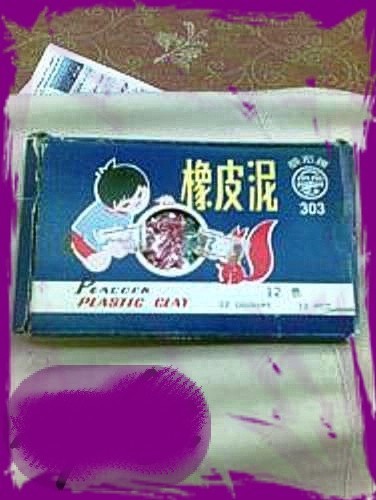 橡皮泥
303
PEACOCK
PLASTIC CLAY
12 色
12 COLOURS